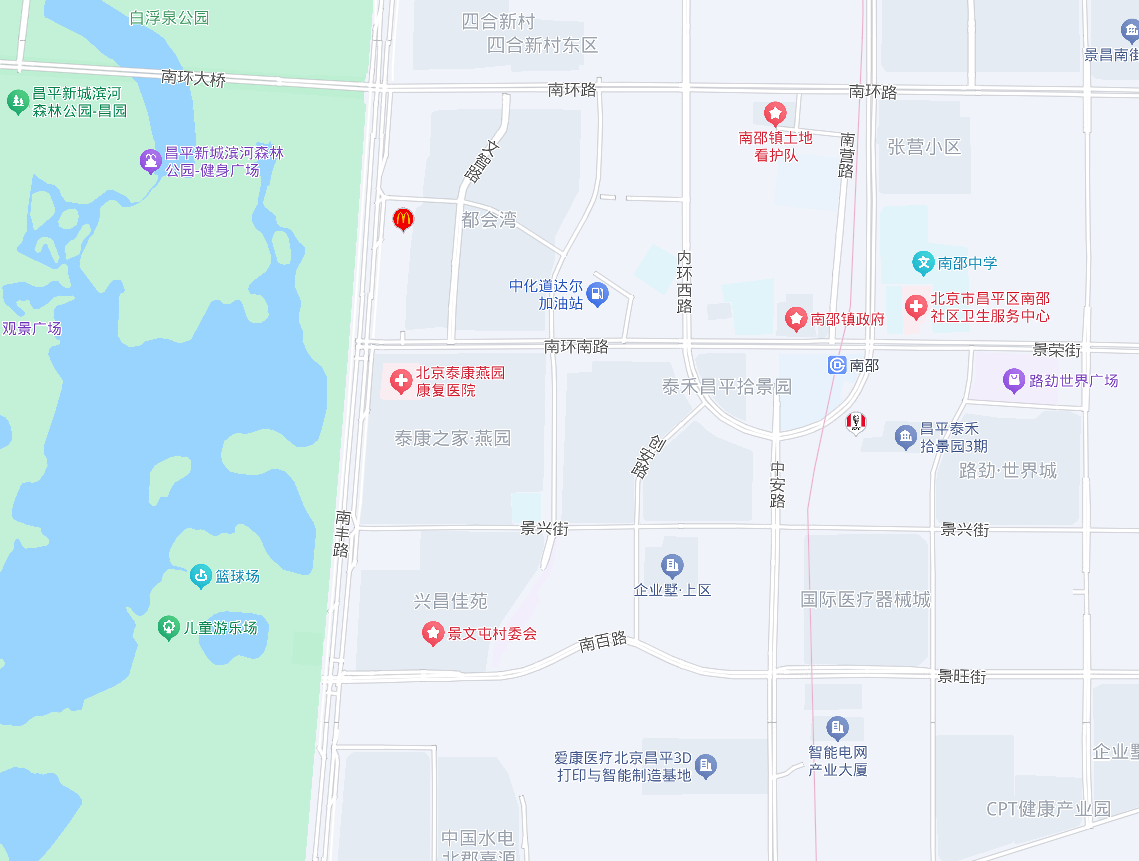 白浮泉公园
四合新村
四合新村东区
景昌南街
南环大桥
南环路
南环路
昌平新城滨河
森林公园-昌园
昌平新城滨河森林
公园-健身广场
文智路
南邵镇土地
看护队
南营路
张营小区
都会湾
中化道达尔
加油站
内环西路
南邵中学
北京市昌平区南邵
社区卫生服务中心
南邵镇政府
观景广场
南环南路
景荣街
南邵
北京泰康燕园
康复医院
泰禾昌平拾景园
路劲世界广场
泰康之家·燕园
创安路
昌平泰禾
拾景园3期
路劲·世界城
中安路
南丰路
景兴街
景兴街
篮球场
企业墅·上区
兴昌佳苑
国际医疗器械城
儿童游乐场
景文屯村委会
南百路
景旺街
爱康医疗北京昌平3D
打印与智能制造基地
智能电网
产业大厦
企业墅
CPT健康产业园
中国水电
北郡嘉源